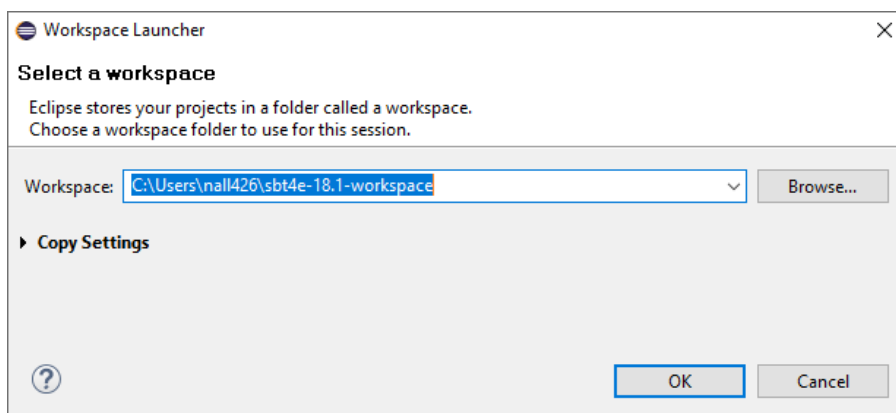 Workspace Launcher
Select a workspace
Eclipse stores your projects in a folder called a workspace.
Choose a workspace folder to use for this session.
Workspace: C:\Users\nall426\sbt4e-18.1-workspace Browse...
Copy Settings
? OK Cancel